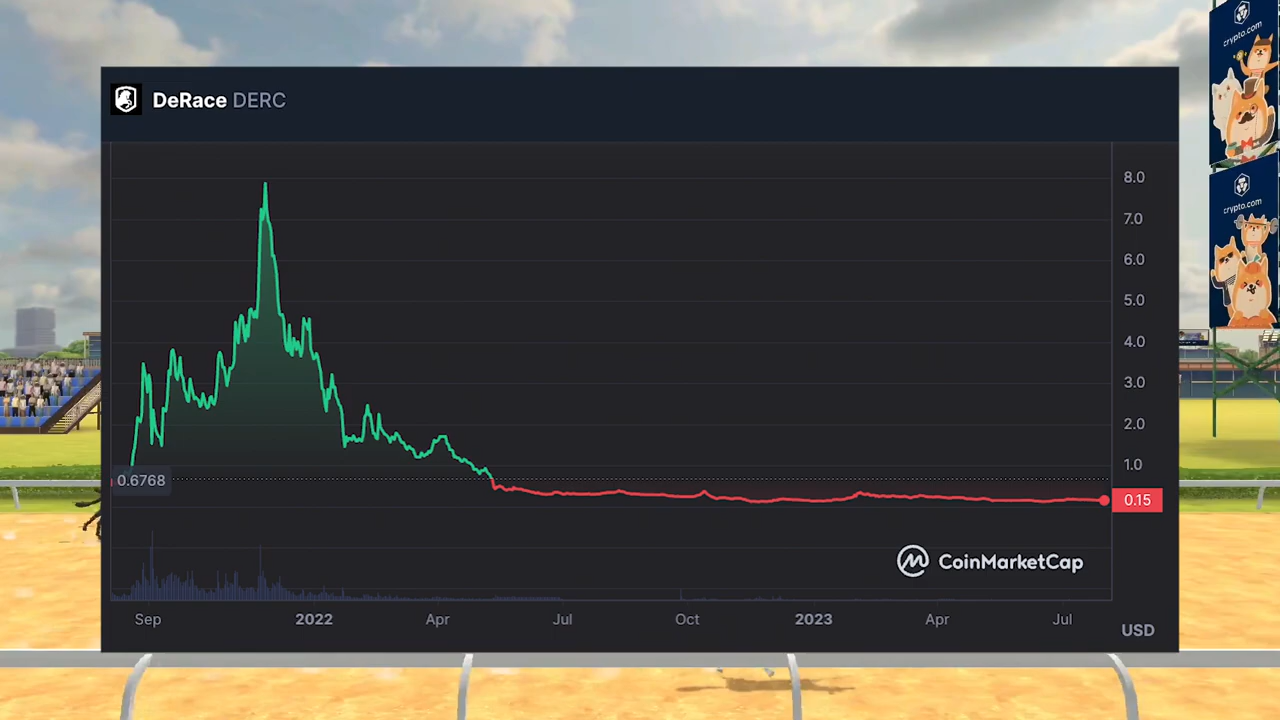 DeRace DERC
8.0
7.0
6.0
5.0
4.0
3.0
2.0
1.0
0.6768
0.15
CoinMarketCap
Sep 2022 Apr Jul Oct 2023 Apr Jul
USD
crypto.com
crypto.com